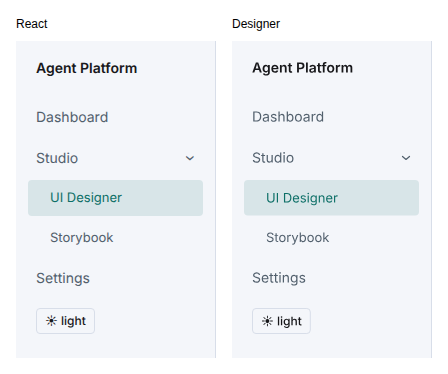 React
Agent Platform
Dashboard
Studio
UI Designer
Storybook
Settings
☀ light
Designer
Agent Platform
Dashboard
Studio
UI Designer
Storybook
Settings
☀ light